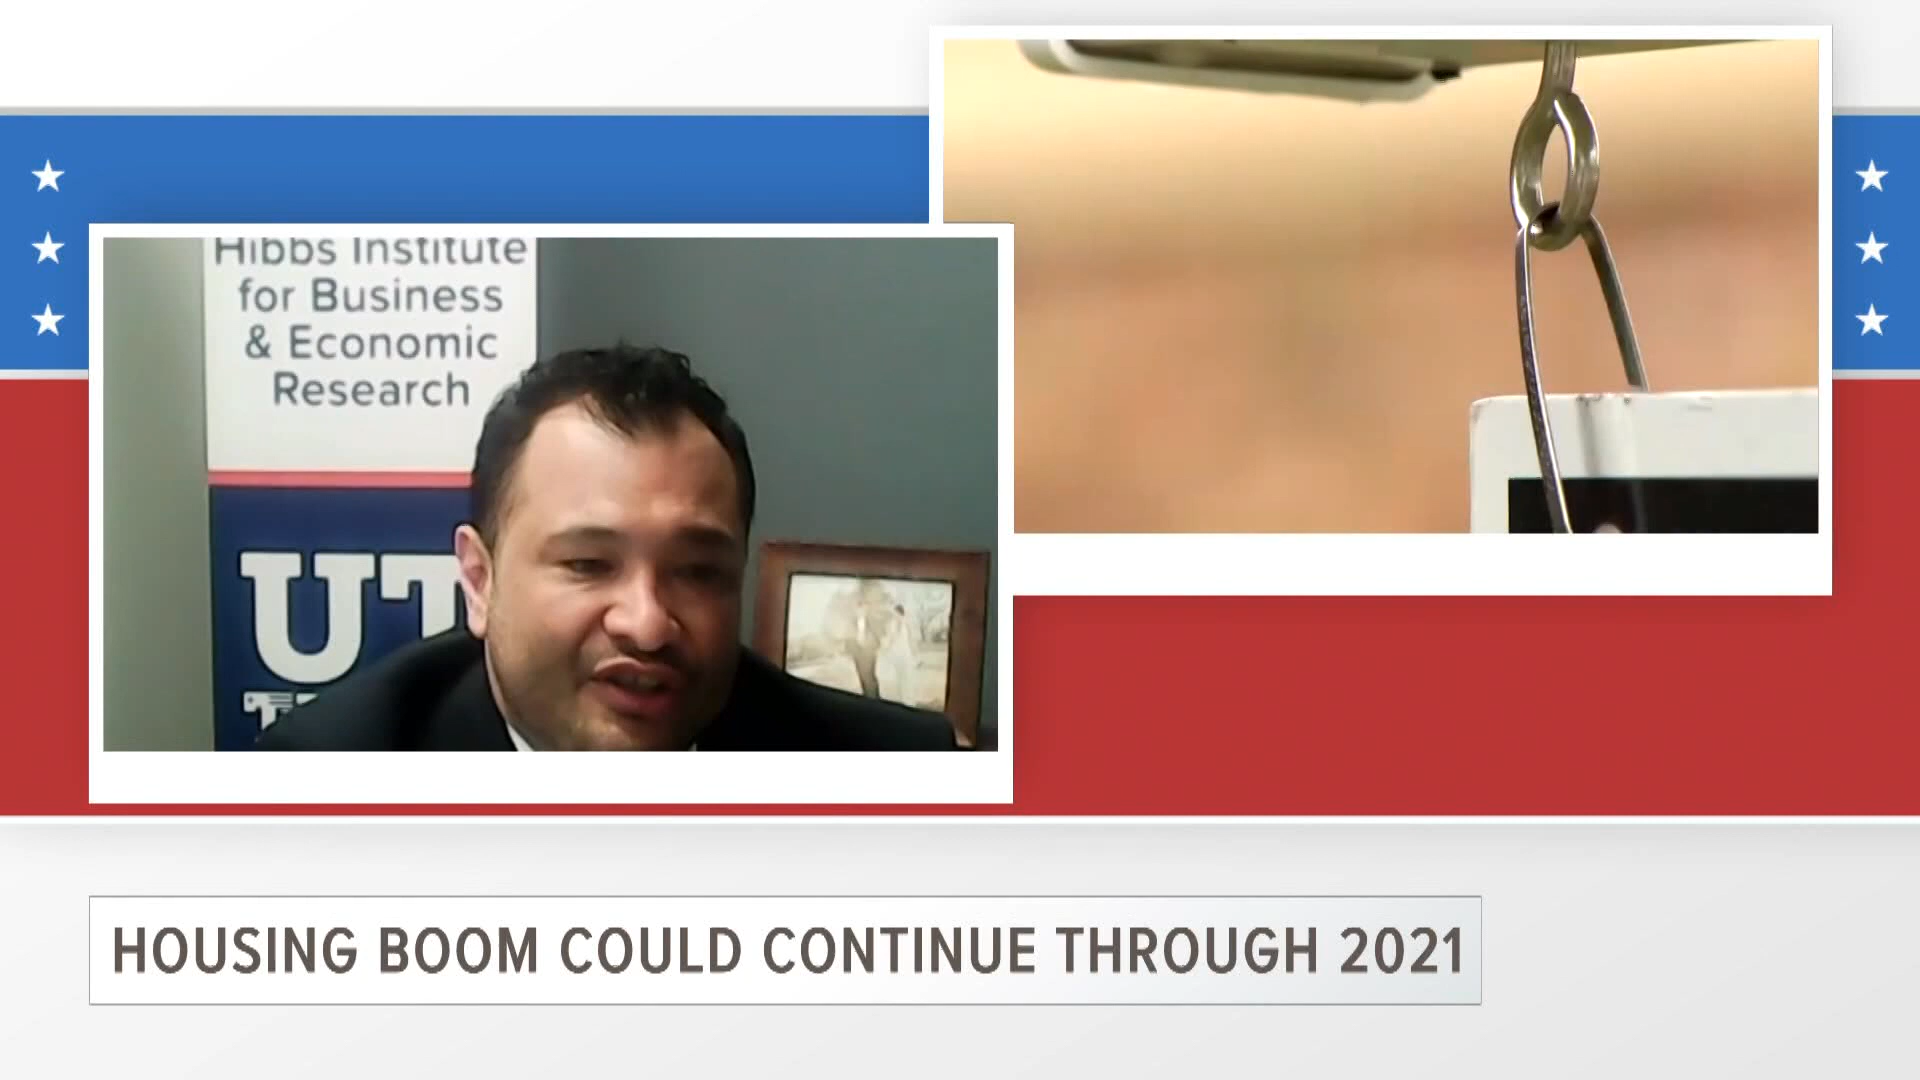 Hibbs Institute
for Business
& Economic
Research
UT
HOUSING BOOM COULD CONTINUE THROUGH 2021